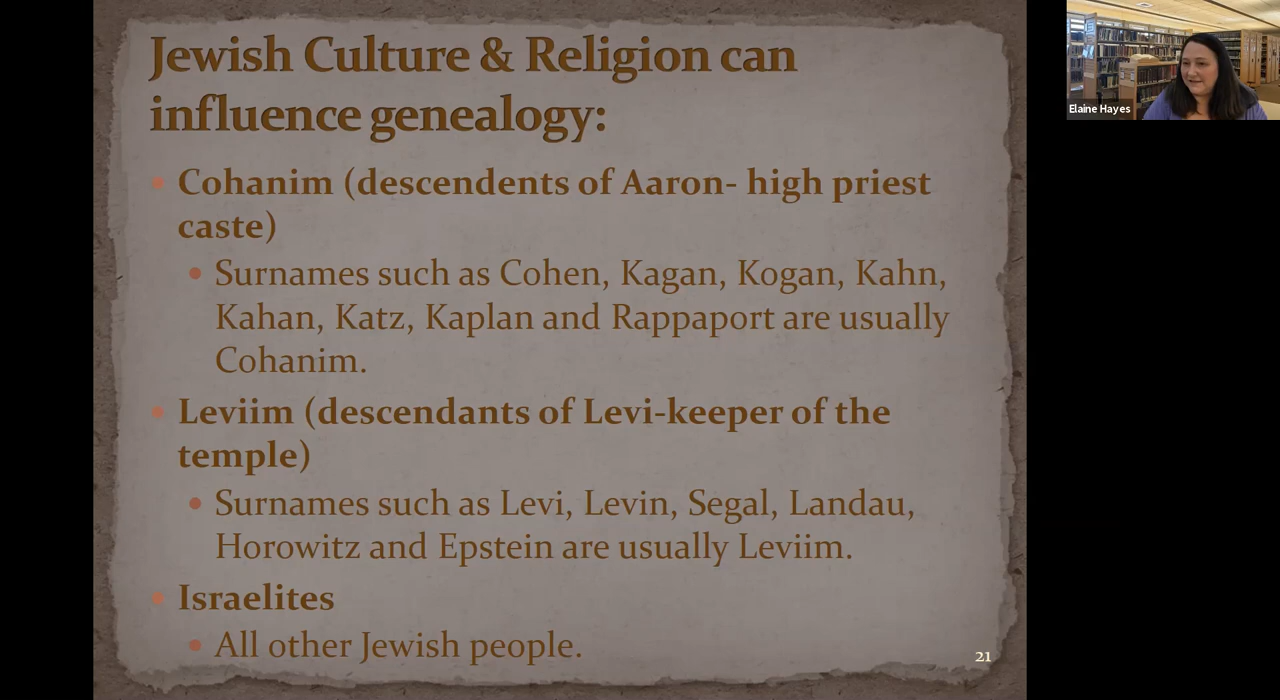 Jewish Culture & Religion can
influence genealogy:
Cohanim (descendents of Aaron- high priest
caste)
Surnames such as Cohen, Kagan, Kogan, Kahn,
Kahan, Katz, Kaplan and Rappaport are usually
Cohanim.
Leviim (descendants of Levi-keeper of the
temple)
Surnames such as Levi, Levin, Segal, Landau,
Horowitz and Epstein are usually Leviim.
Israelites
All other Jewish people.
21
Elaine Hayes